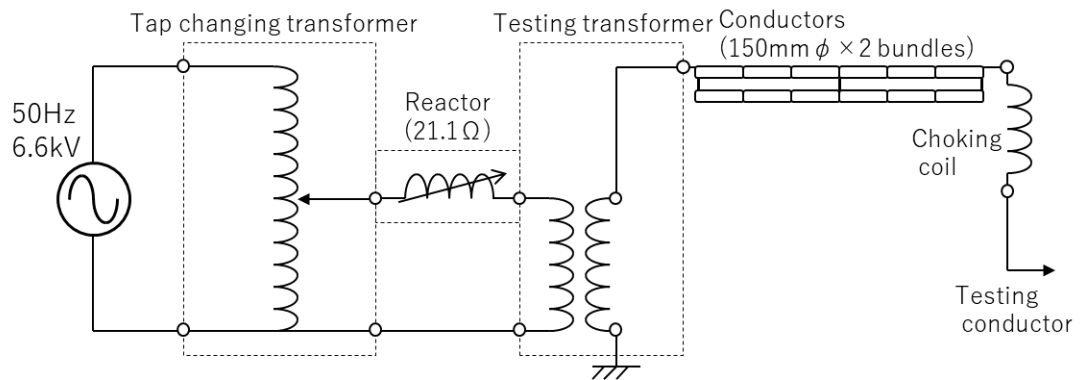 Tap changing transformer
Testing transformer
Conductors
(150mm ϕ ×2 bundles)
50Hz
6.6kV
Reactor
(21.1Ω)
Choking
coil
Testing
conductor